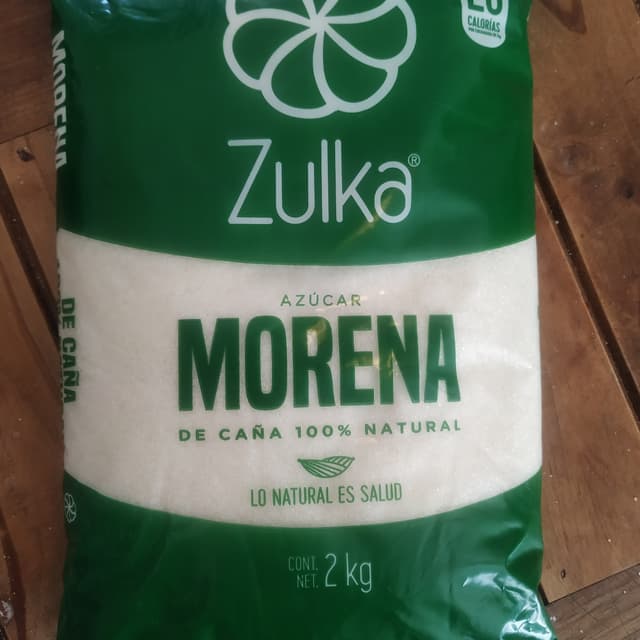 20
CALORÍAS
Zulka®
AZÚCAR
MORENA
DE CAÑA 100% NATURAL
LO NATURAL ES SALUD
CONT.
NET. 2 kg
MORENA
DE CAÑA